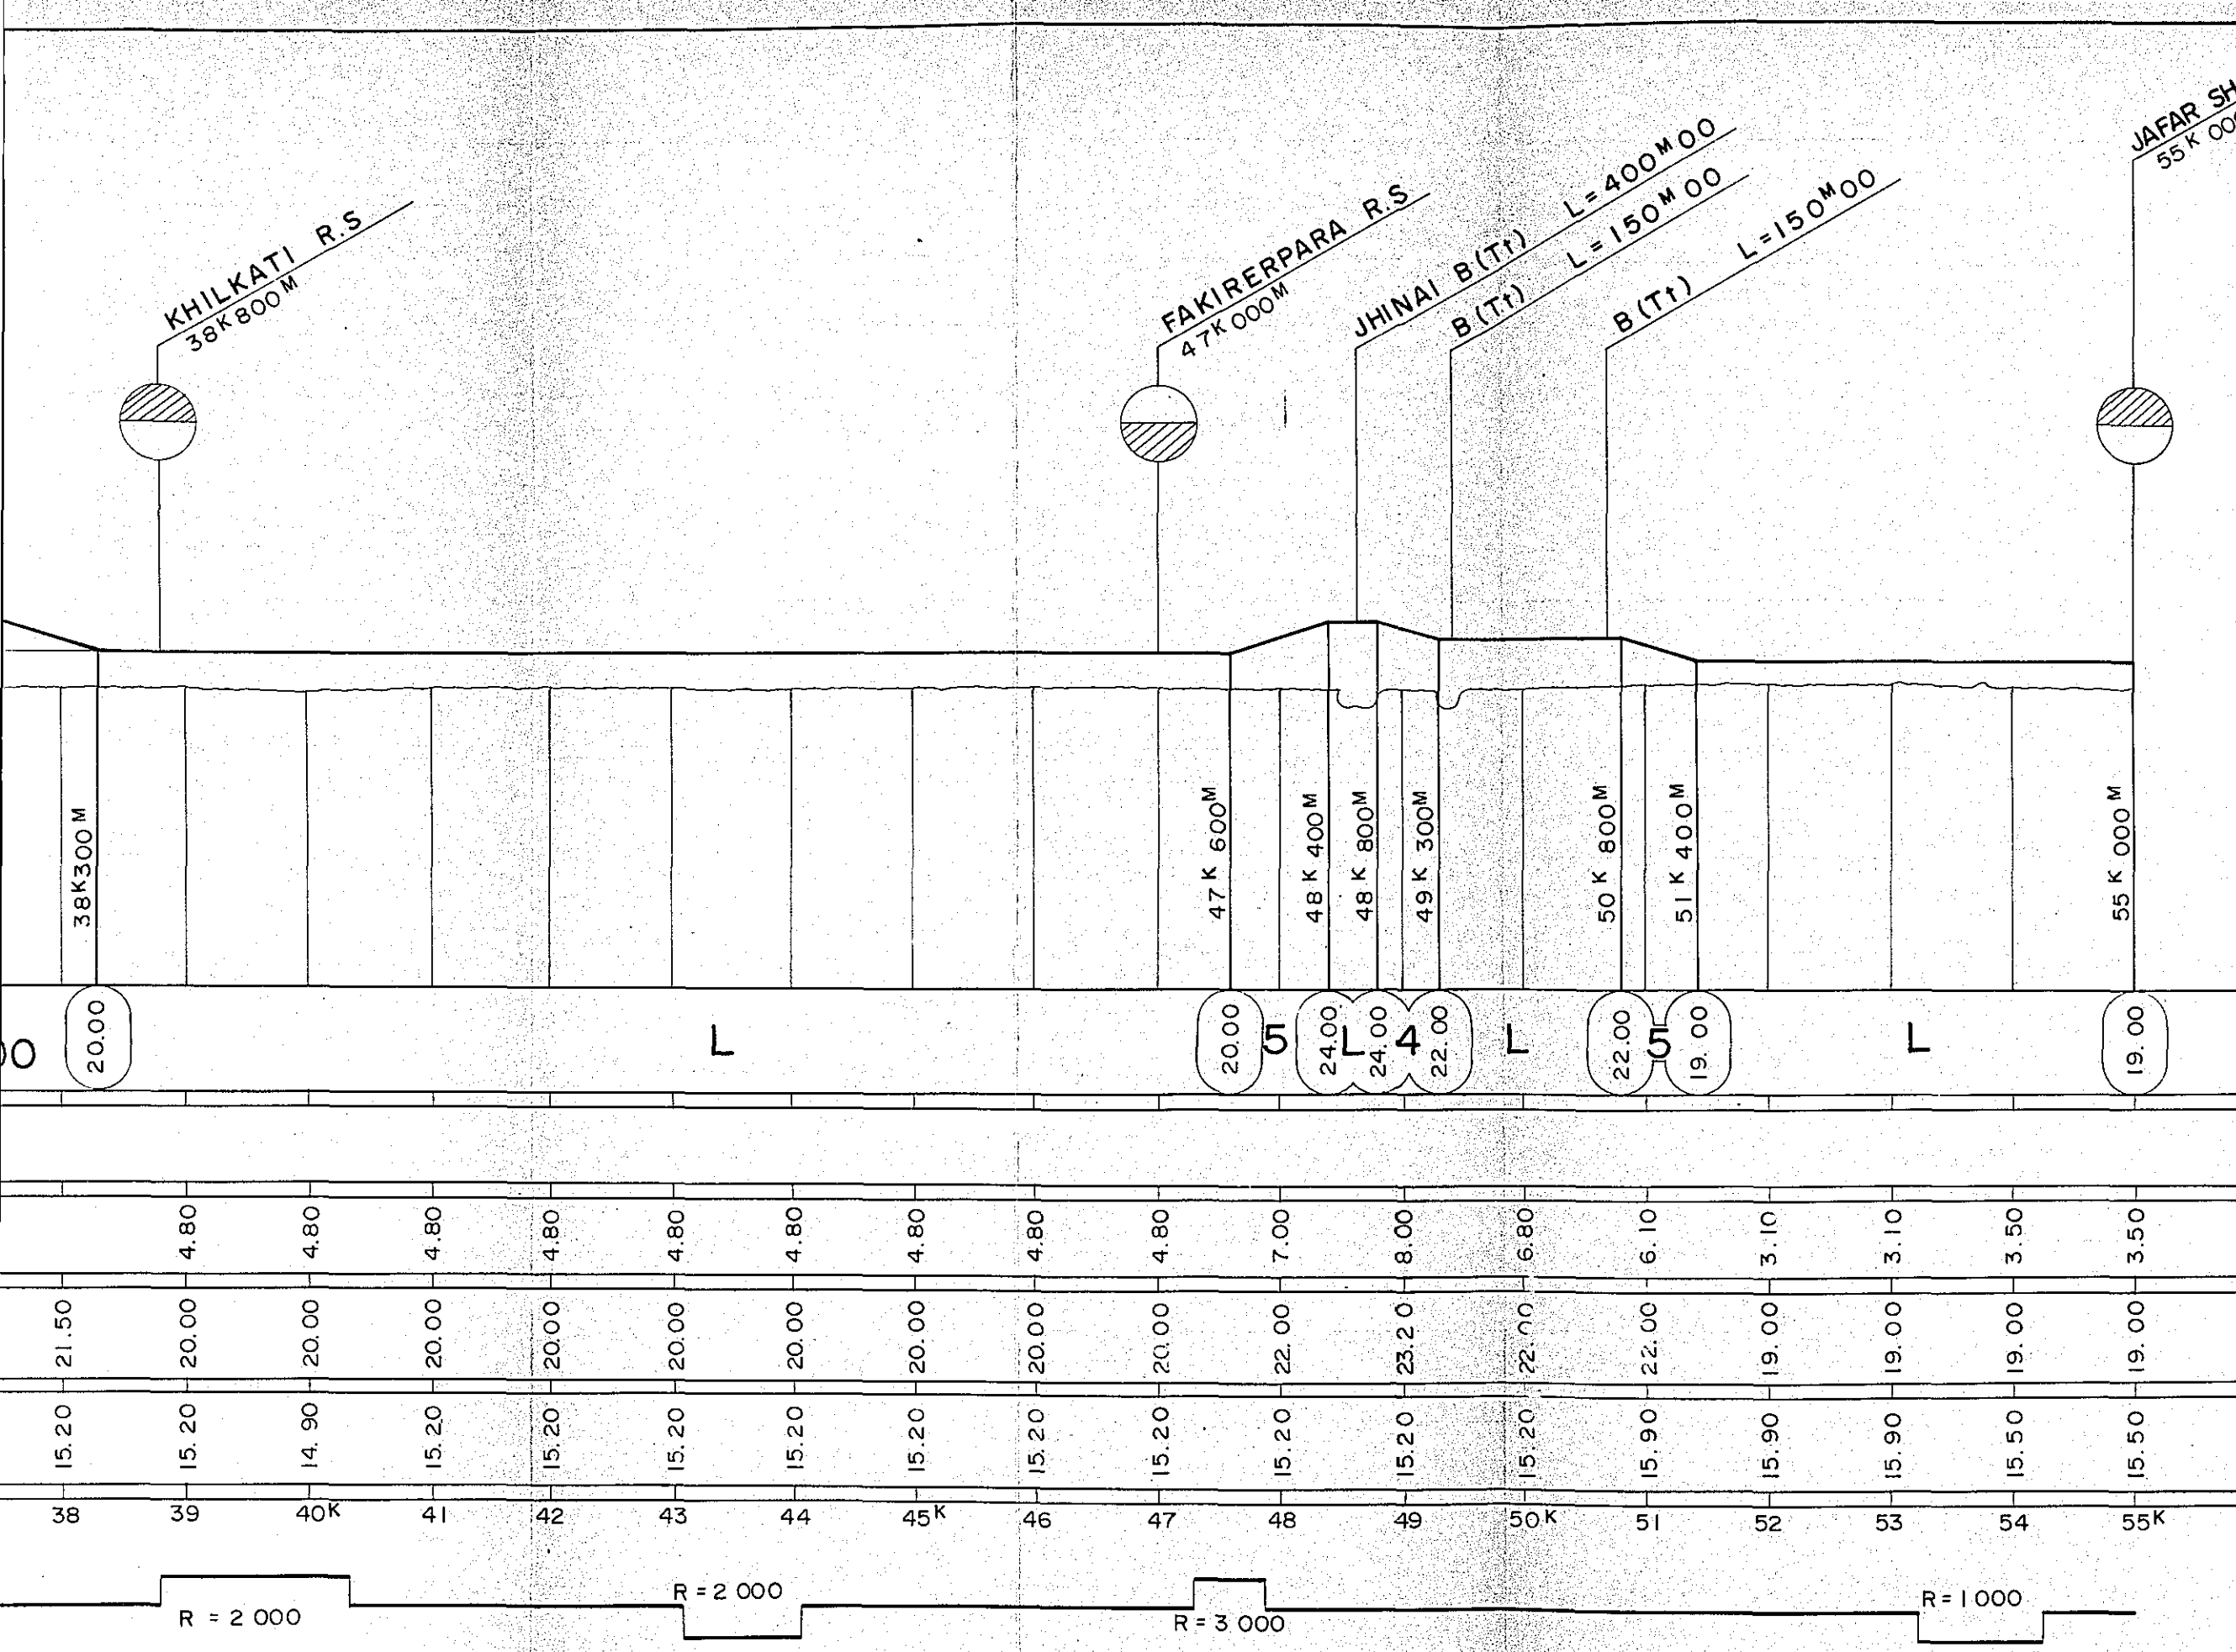 KHILKATI R.S
38K800M
FAKIRERPARA R.S
47K000M
JHINAI B(Tt) L=400M00
B(Tt) L=150M00
B(Tt) L=150M00
JAFAR SH
55K 00
38K300M
47K 600M
48K 400M
48K 800M
49K 300M
50K 800M
51K 400M
55K 000M
20.00 L 20.00 5 24.00 L 24.00 4 22.00 L 22.00 5 19.00 L 19.00
4.80 4.80 4.80 4.80 4.80 4.80 4.80 4.80 4.80 7.00 8.00 6.80 6.10 3.10 3.10 3.50 3.50
21.50 20.00 20.00 20.00 20.00 20.00 20.00 20.00 20.00 20.00 22.00 23.20 22.00 22.00 19.00 19.00 19.00 19.00
15.20 15.20 14.90 15.20 15.20 15.20 15.20 15.20 15.20 15.20 15.20 15.20 15.20 15.90 15.90 15.90 15.50 15.50
38 39 40K 41 42 43 44 45K 46 47 48 49 50K 51 52 53 54 55K
R = 2 000
R = 2 000
R = 3 000
R = 1 000